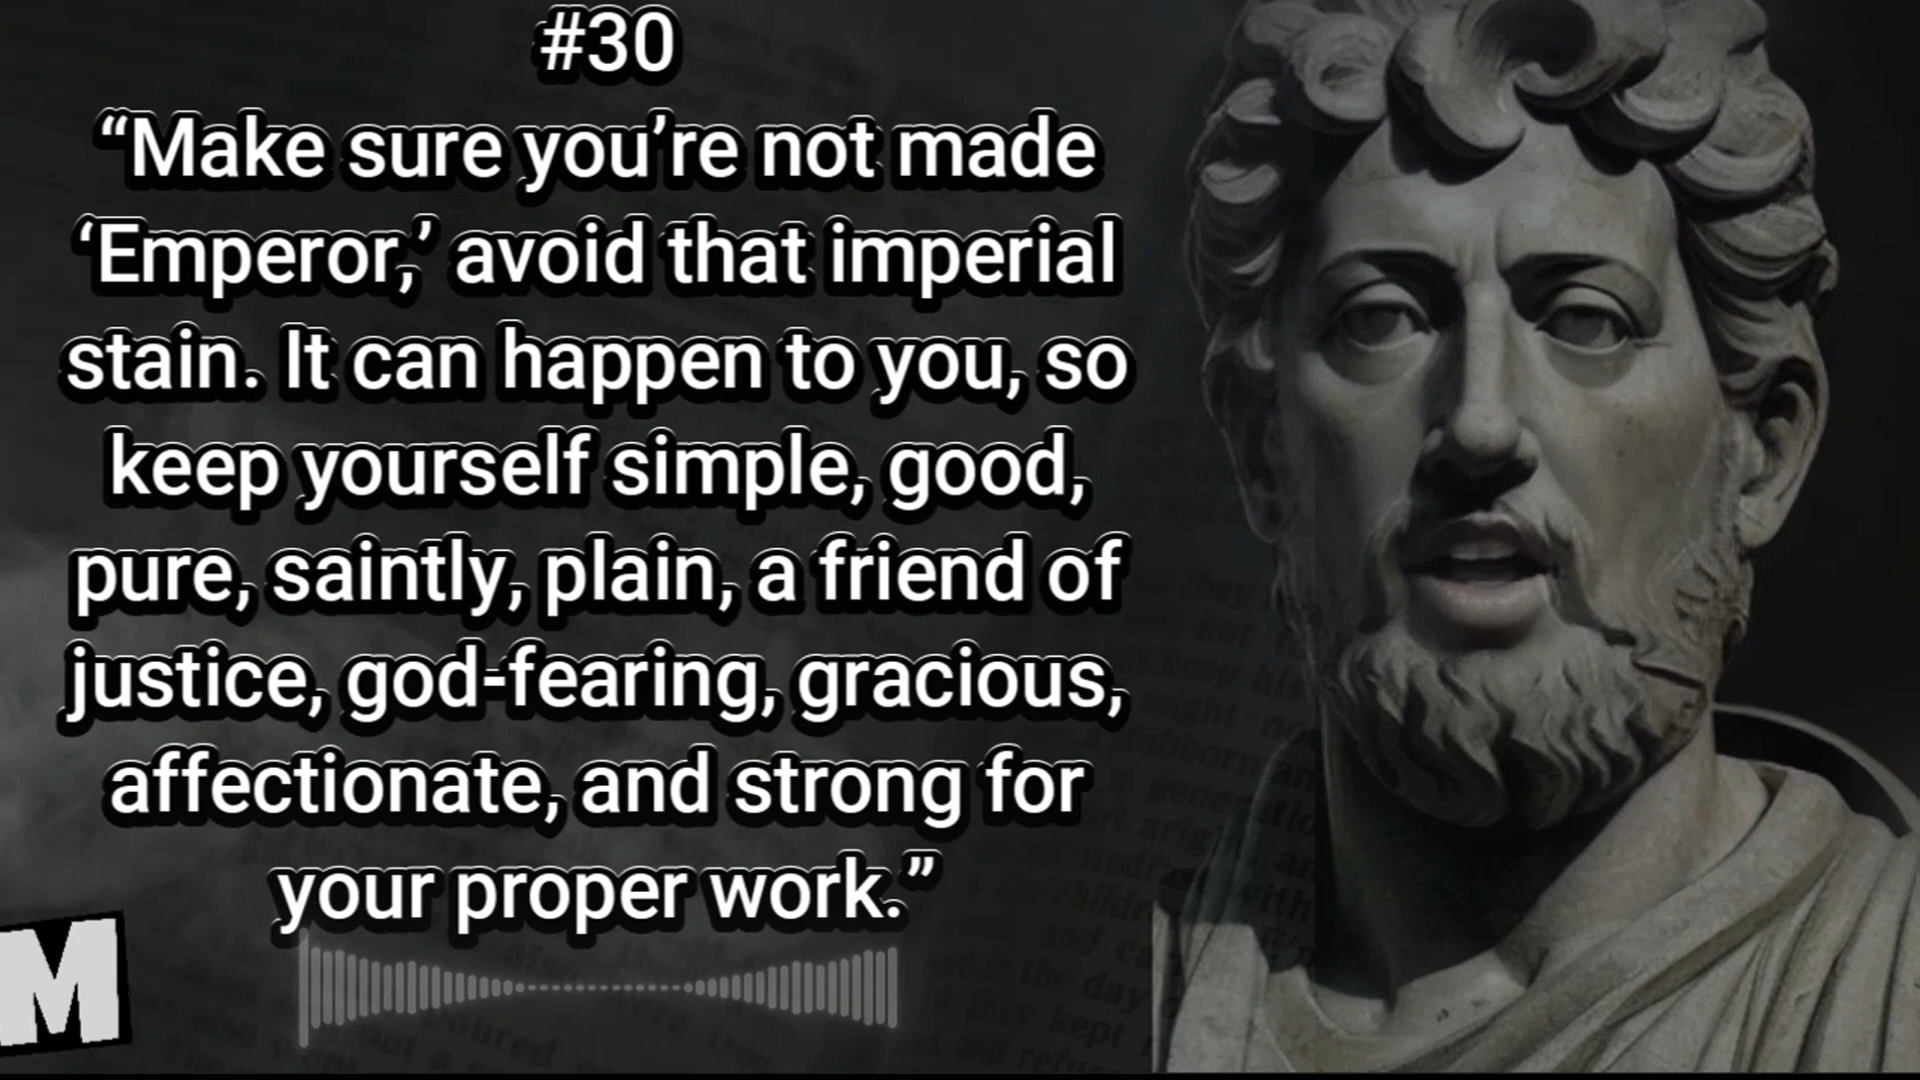 #30
“Make sure you’re not made
‘Emperor,’ avoid that imperial
stain. It can happen to you, so
keep yourself simple, good,
pure, saintly, plain, a friend of
justice, god-fearing, gracious,
affectionate, and strong for
your proper work.”
M